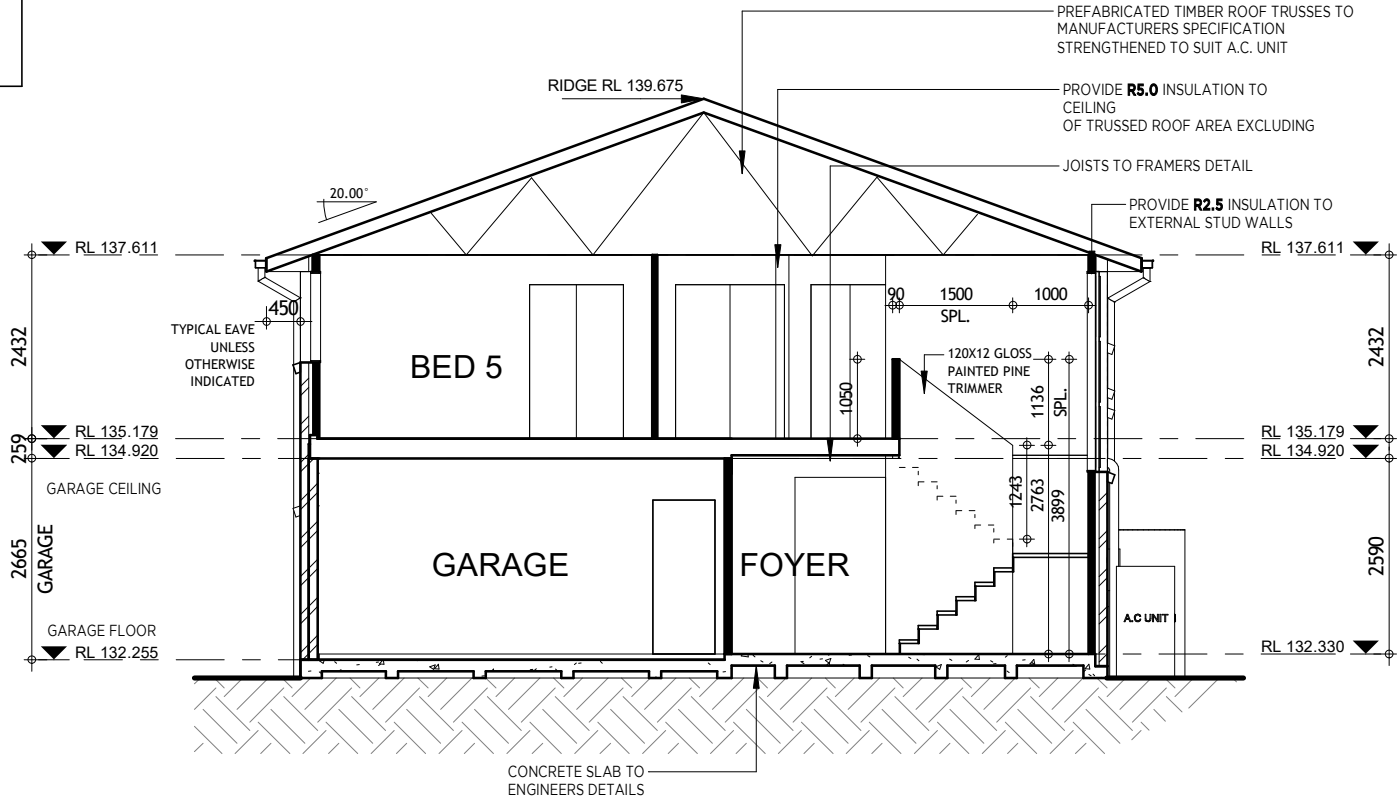 PREFABRICATED TIMBER ROOF TRUSSES TO
MANUFACTURERS SPECIFICATION
STRENGTHENED TO SUIT A.C. UNIT
RIDGE RL 139.675
PROVIDE R5.0 INSULATION TO
CEILING
OF TRUSSED ROOF AREA EXCLUDING
JOISTS TO FRAMERS DETAIL
20.00°
PROVIDE R2.5 INSULATION TO
EXTERNAL STUD WALLS
RL 137.611
RL 137.611
450
90
1500
SPL.
1000
TYPICAL EAVE
UNLESS
OTHERWISE
INDICATED
2432
2432
BED 5
120X12 GLOSS
PAINTED PINE
TRIMMER
1050
1136
SPL.
RL 135.179
RL 135.179
259
RL 134.920
RL 134.920
GARAGE CEILING
1243
2763
3899
2665
GARAGE
GARAGE
FOYER
2590
A.C UNIT
GARAGE FLOOR
RL 132.255
RL 132.330
CONCRETE SLAB TO
ENGINEERS DETAILS